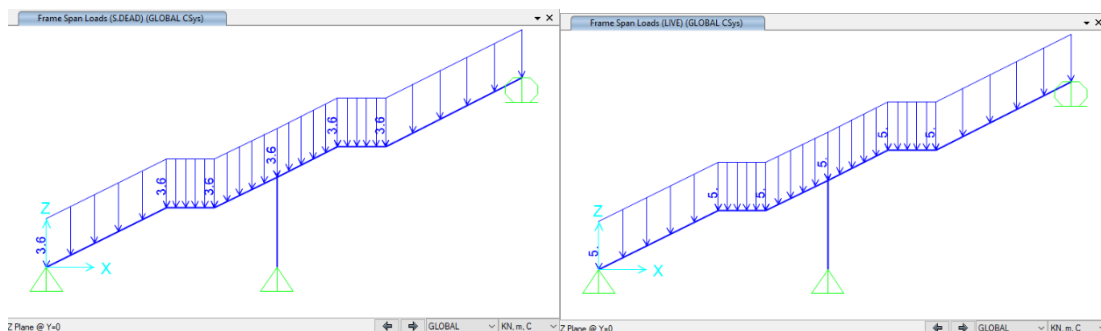 Frame Span Loads (S.DEAD) (GLOBAL CSys)
3.6
3.6
3.6
3.6
3.6
3.6
Z
X
Z Plane @ Y=0
GLOBAL
KN, m, C
Frame Span Loads (LIVE) (GLOBAL CSys)
5.
5.
5.
5.
5.
5.
Z
X
Z Plane @ Y=0
GLOBAL
KN, m, C